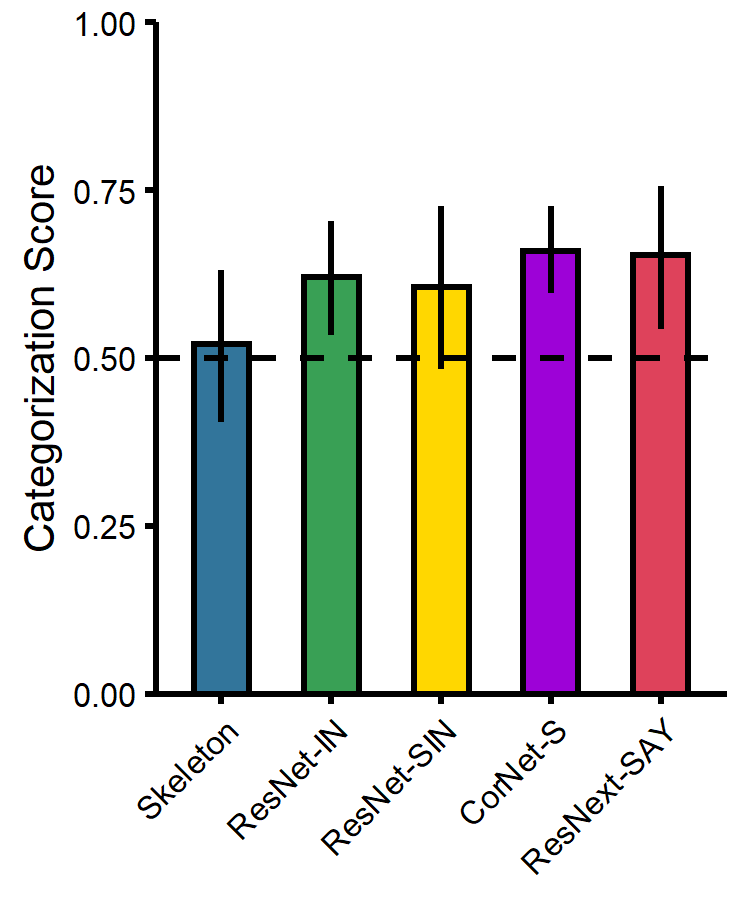 Categorization Score
1.00
0.75
0.50
0.25
0.00
Skeleton
ResNet-IN
ResNet-SIN
CorNet-S
ResNext-SAY